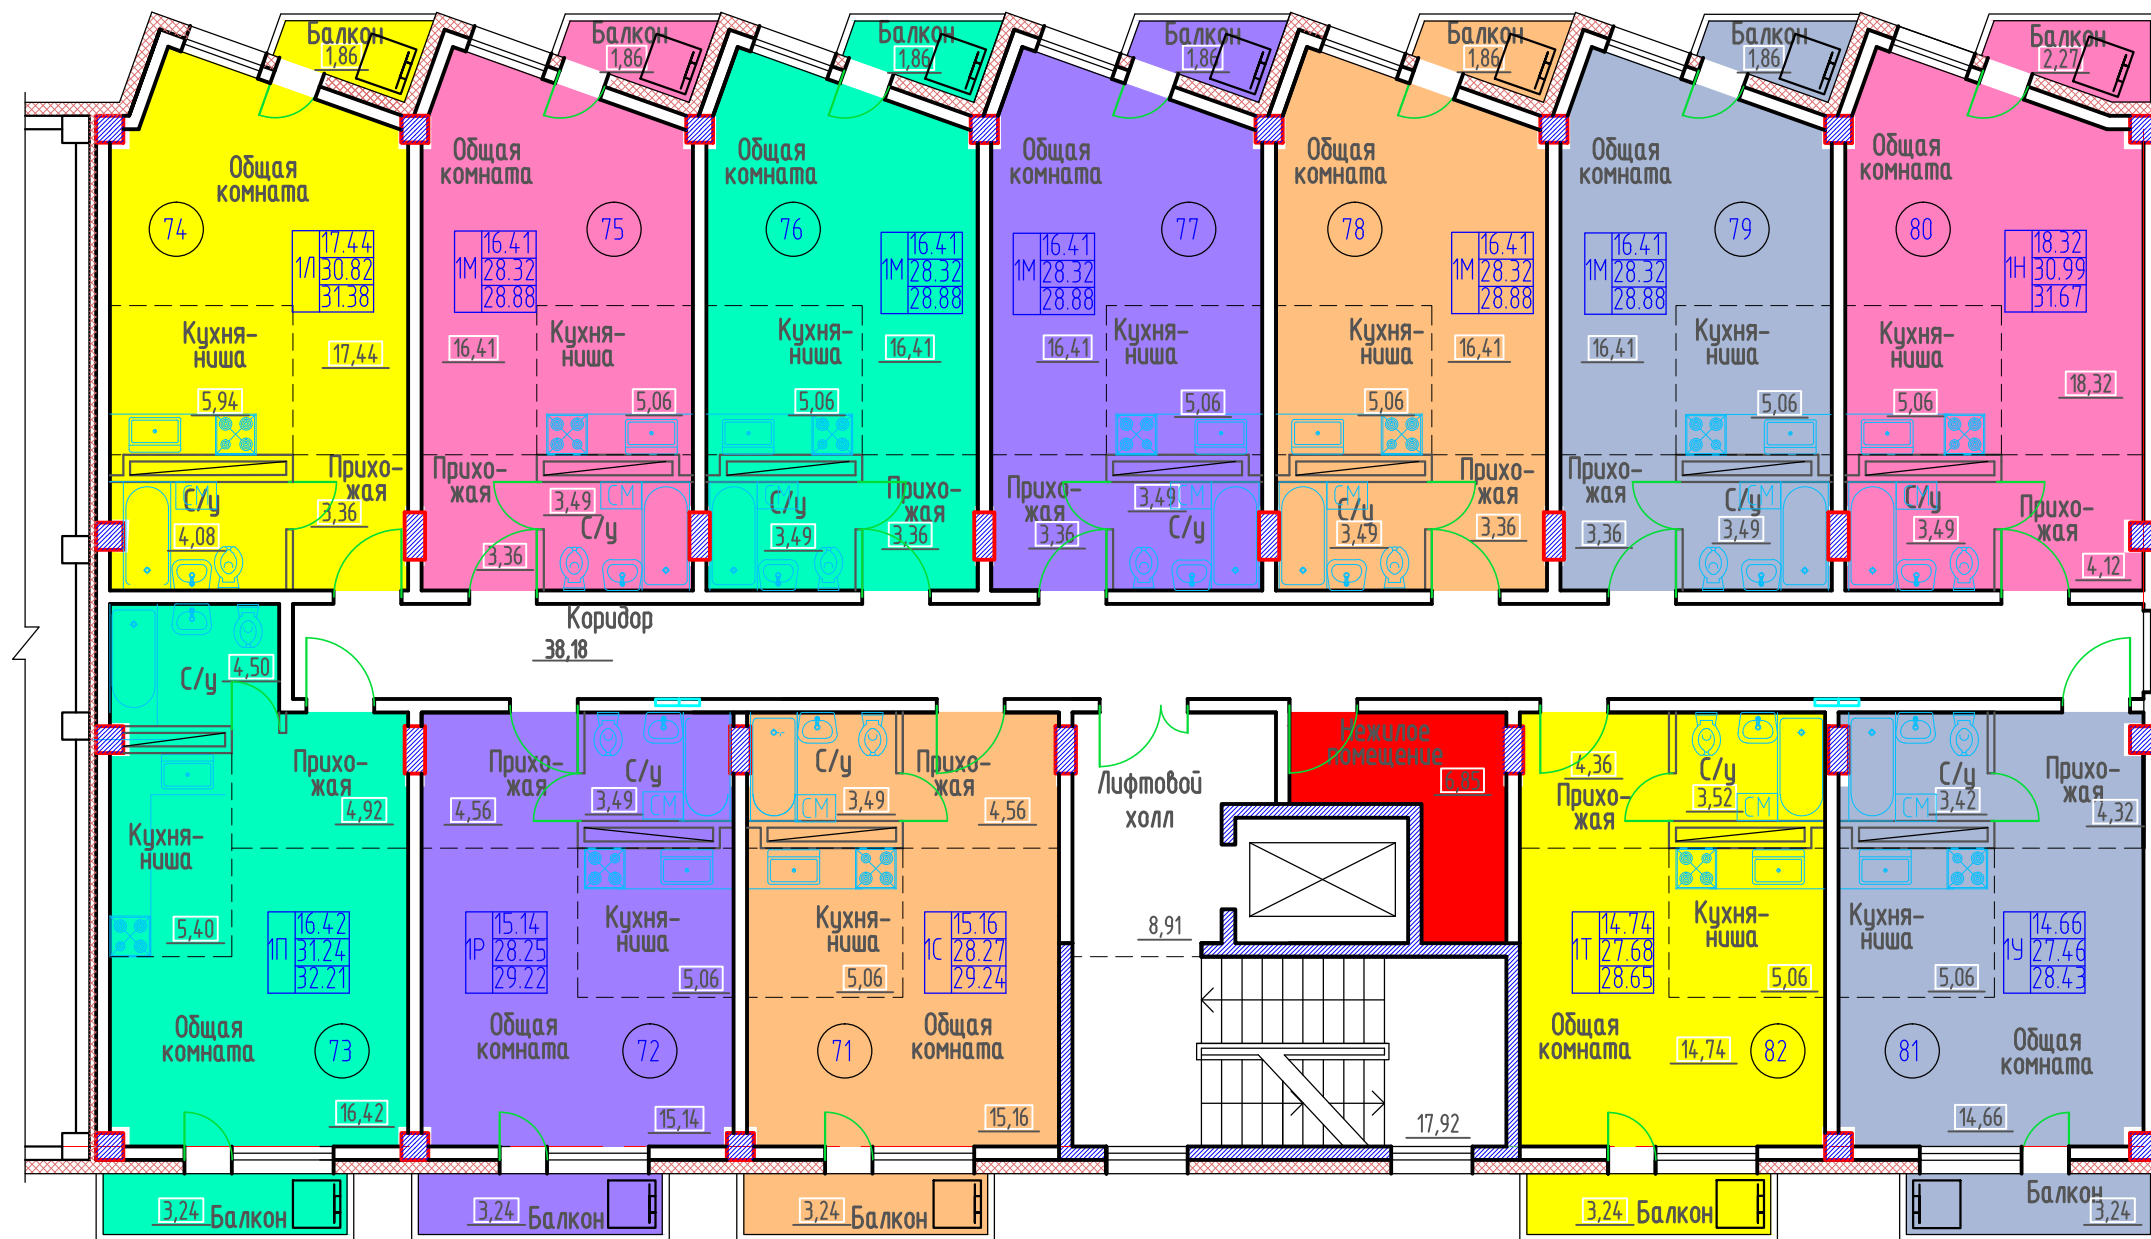 Балкон
1,86
Балкон
1,86
Балкон
1,86
Балкон
1,86
Балкон
1,86
Балкон
1,86
Балкон
2,27
Общая
комната
74
1Л
17.44
30.82
31.38
Кухня-
ниша
17,44
5,94
Прихо-
жая
3,36
С/у
4,08
Общая
комната
75
1М
16.41
28.32
28.88
16,41
Кухня-
ниша
5,06
Прихо-
жая
3,36
3,49
СМ
С/у
Общая
комната
76
1М
16.41
28.32
28.88
Кухня-
ниша
16,41
5,06
СМ
С/у
3,49
Прихо-
жая
3,36
Общая
комната
77
1М
16.41
28.32
28.88
16,41
Кухня-
ниша
5,06
Прихо-
жая
3,36
3,49
СМ
С/у
Общая
комната
78
1М
16.41
28.32
28.88
Кухня-
ниша
16,41
5,06
СМ
С/у
3,49
Прихо-
жая
3,36
Общая
комната
79
1М
16.41
28.32
28.88
16,41
Кухня-
ниша
5,06
Прихо-
жая
3,36
СМ
С/у
3,49
Общая
комната
80
1Н
18.32
30.99
31.67
Кухня-
ниша
18,32
5,06
СМ
С/у
3,49
Прихо-
жая
4,12
СМ
Коридор
38,18
С/у
4,50
Прихо-
жая
4,92
Кухня-
ниша
5,40
1П
16.42
31.24
32.21
Общая
комната
73
16,42
3,24
Балкон
Прихо-
жая
4,56
С/у
3,49
СМ
Кухня-
ниша
5,06
1Р
15.14
28.25
29.22
Общая
комната
72
15,14
3,24
Балкон
С/у
3,49
СМ
Прихо-
жая
4,56
Кухня-
ниша
5,06
1С
15.16
28.27
29.24
71
Общая
комната
15,16
3,24
Балкон
Лифтовой
холл
8,91
Нежилое
помещение
6,85
17,92
4,36
Прихо-
жая
С/у
3,52
СМ
1Т
14.74
27.68
28.65
Кухня-
ниша
5,06
Общая
комната
14,74
82
3,24
Балкон
С/у
3,42
СМ
Прихо-
жая
4,32
Кухня-
ниша
5,06
1У
14.66
27.46
28.43
81
Общая
комната
14,66
Балкон
3,24